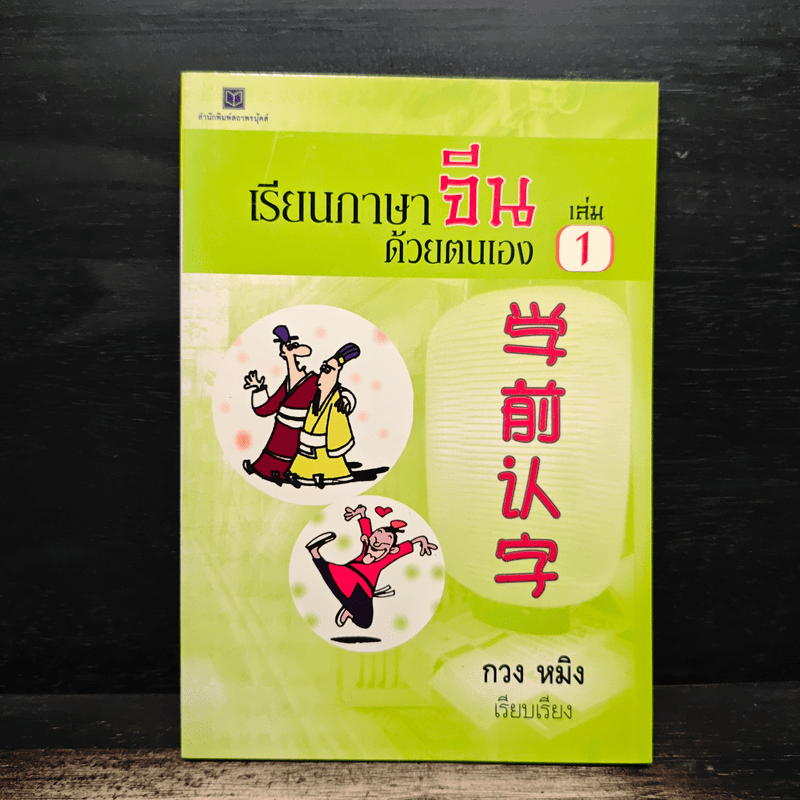 สำนักพิมพ์สถาพรบุ๊คส์
เรียนภาษาจีน
ด้วยตนเอง
เล่ม
1
学前认字
กวง หมิง
เรียบเรียง